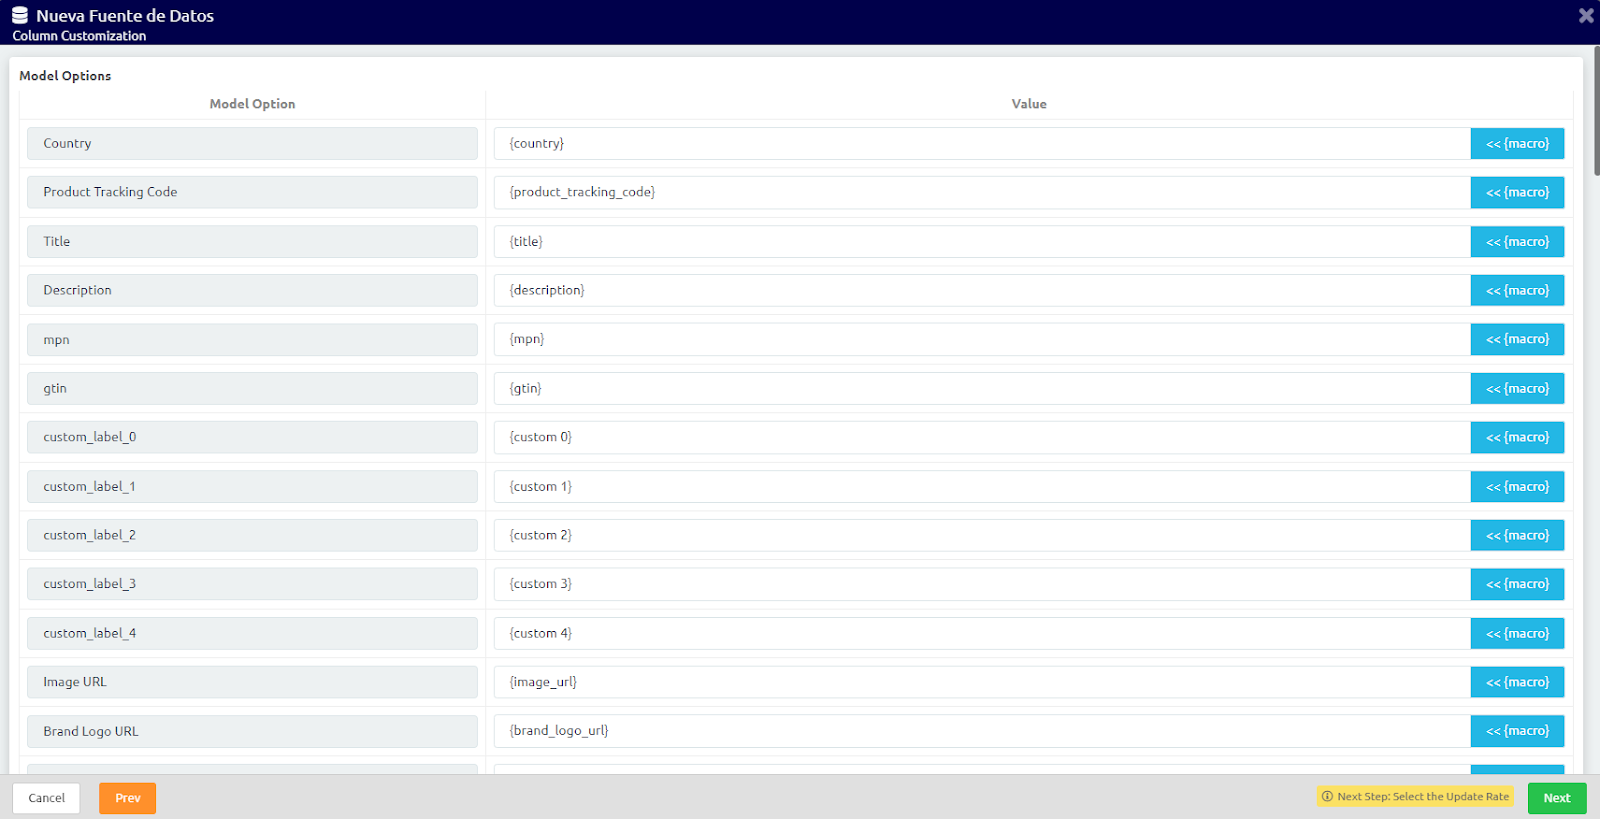 Nueva Fuente de Datos
Column Customization
Model Options
Model Option Value
Country {country} << {macro}
Product Tracking Code {product_tracking_code} << {macro}
Title {title} << {macro}
Description {description} << {macro}
mpn {mpn} << {macro}
gtin {gtin} << {macro}
custom_label_0 {custom 0} << {macro}
custom_label_1 {custom 1} << {macro}
custom_label_2 {custom 2} << {macro}
custom_label_3 {custom 3} << {macro}
custom_label_4 {custom 4} << {macro}
Image URL {image_url} << {macro}
Brand Logo URL {brand_logo_url} << {macro}
Cancel Prev Next Step: Select the Update Rate Next